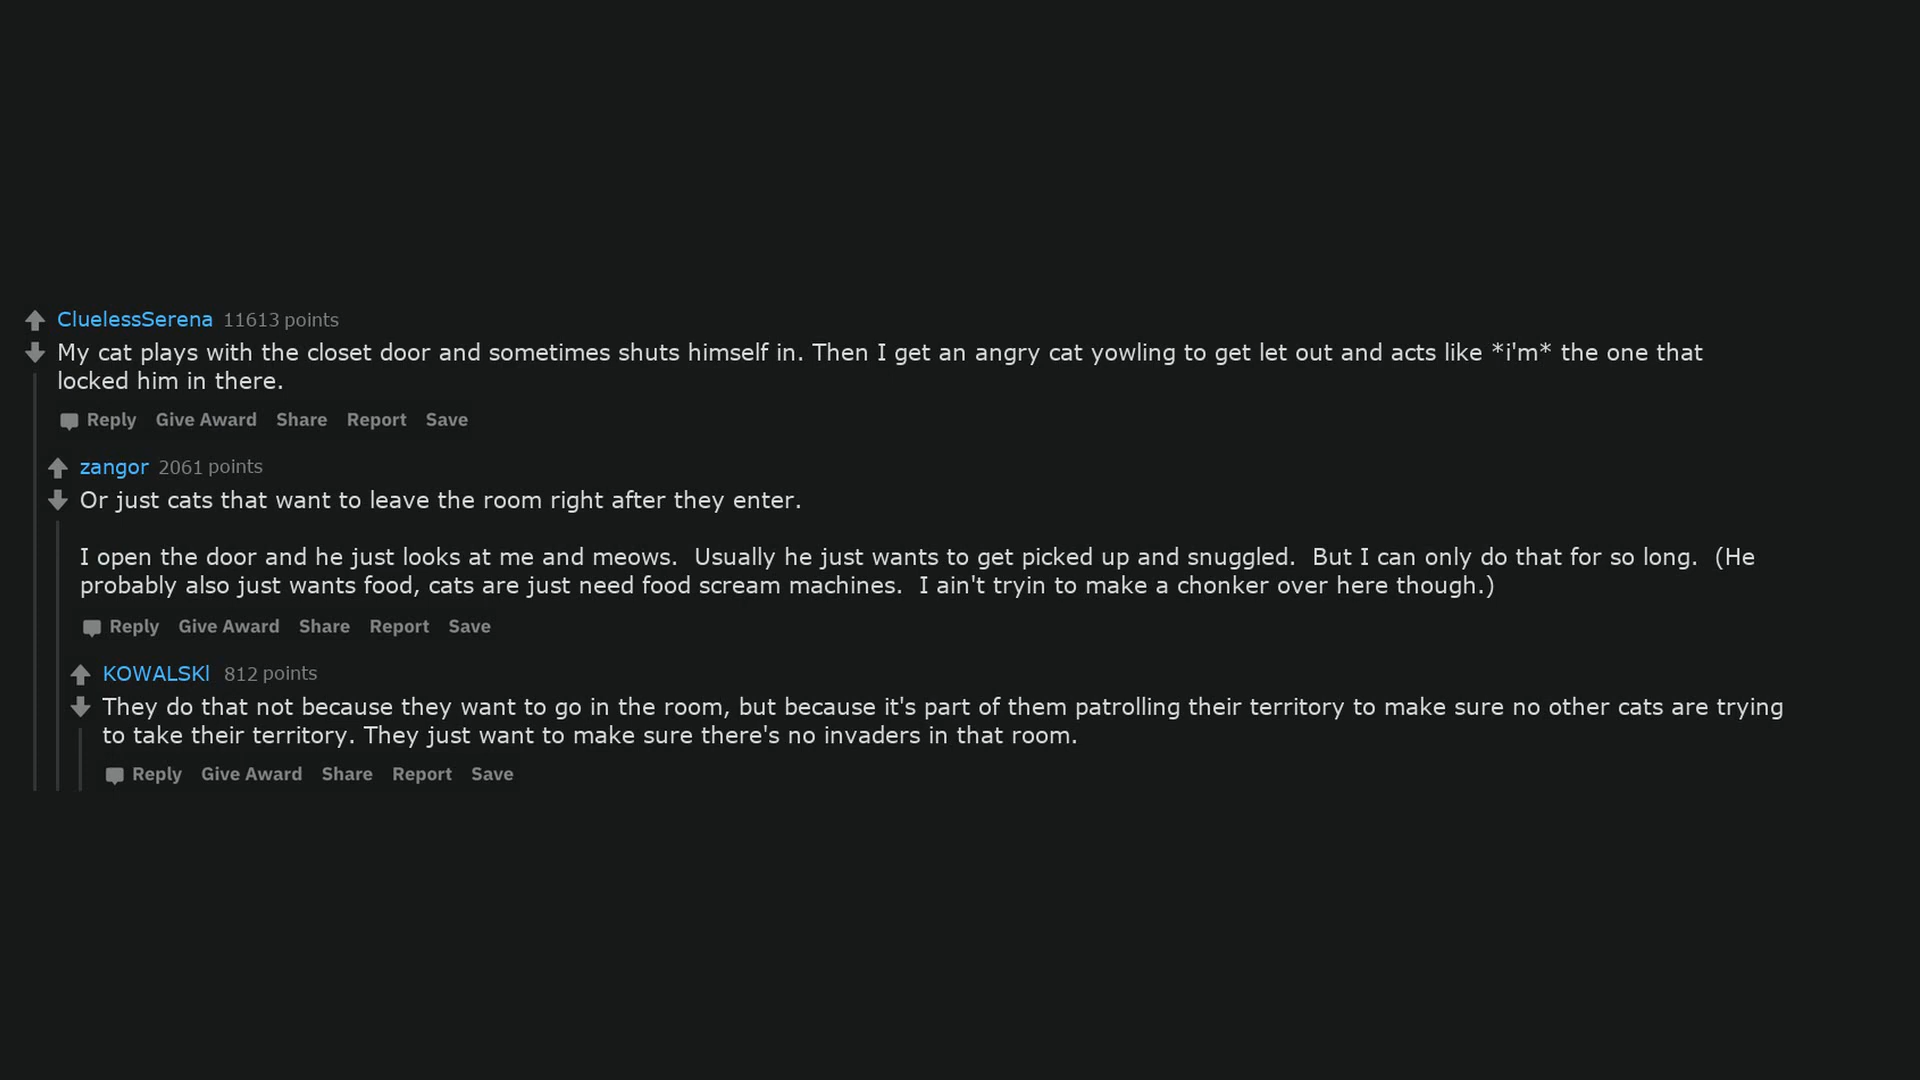 CluelessSerena 11613 points
My cat plays with the closet door and sometimes shuts himself in. Then I get an angry cat yowling to get let out and acts like *i'm* the one that
locked him in there.
Reply Give Award Share Report Save
zangor 2061 points
Or just cats that want to leave the room right after they enter.
I open the door and he just looks at me and meows.  Usually he just wants to get picked up and snuggled.  But I can only do that for so long.  (He
probably also just wants food, cats are just need food scream machines.  I ain't tryin to make a chonker over here though.)
Reply Give Award Share Report Save
KOWALSKl 812 points
They do that not because they want to go in the room, but because it's part of them patrolling their territory to make sure no other cats are trying
to take their territory. They just want to make sure there's no invaders in that room.
Reply Give Award Share Report Save